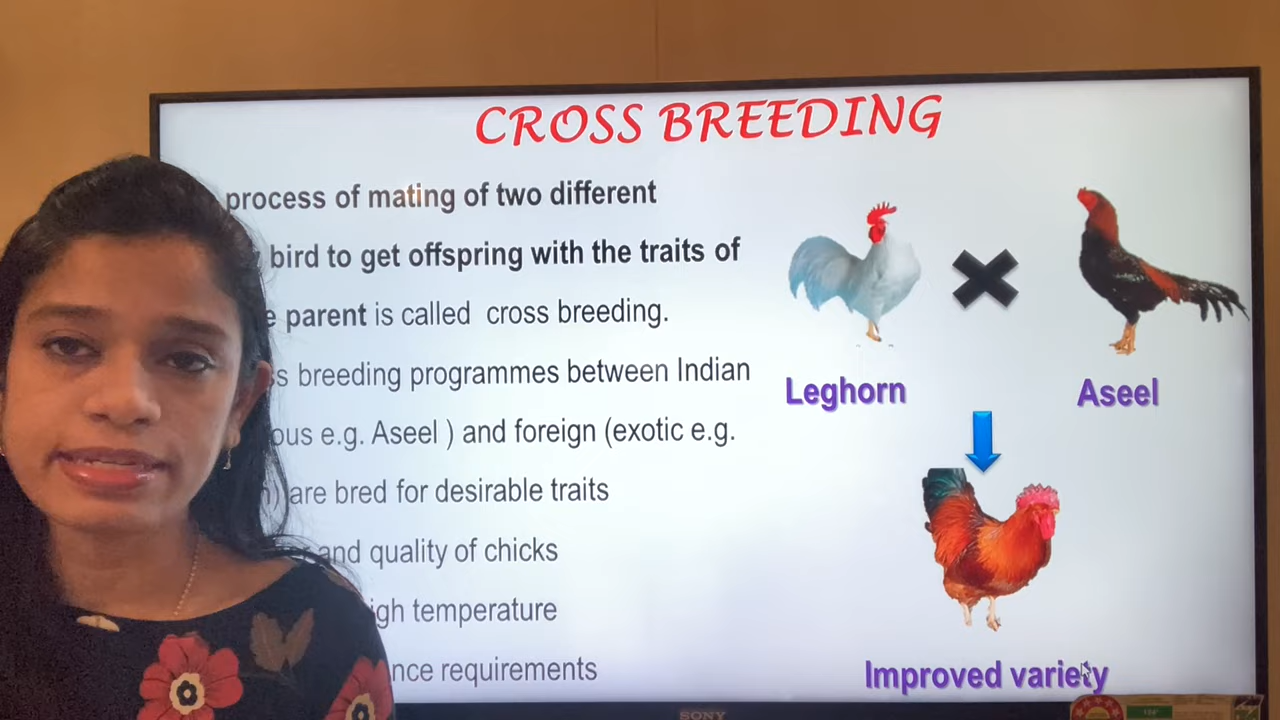 CROSS BREEDING
process of mating of two different
bird to get offspring with the traits of
parent is called cross breeding.
breeding programmes between Indian
e.g. Aseel ) and foreign (exotic e.g.
are bred for desirable traits
and quality of chicks
temperature
requirements
Leghorn
Aseel
Improved variety
SONY